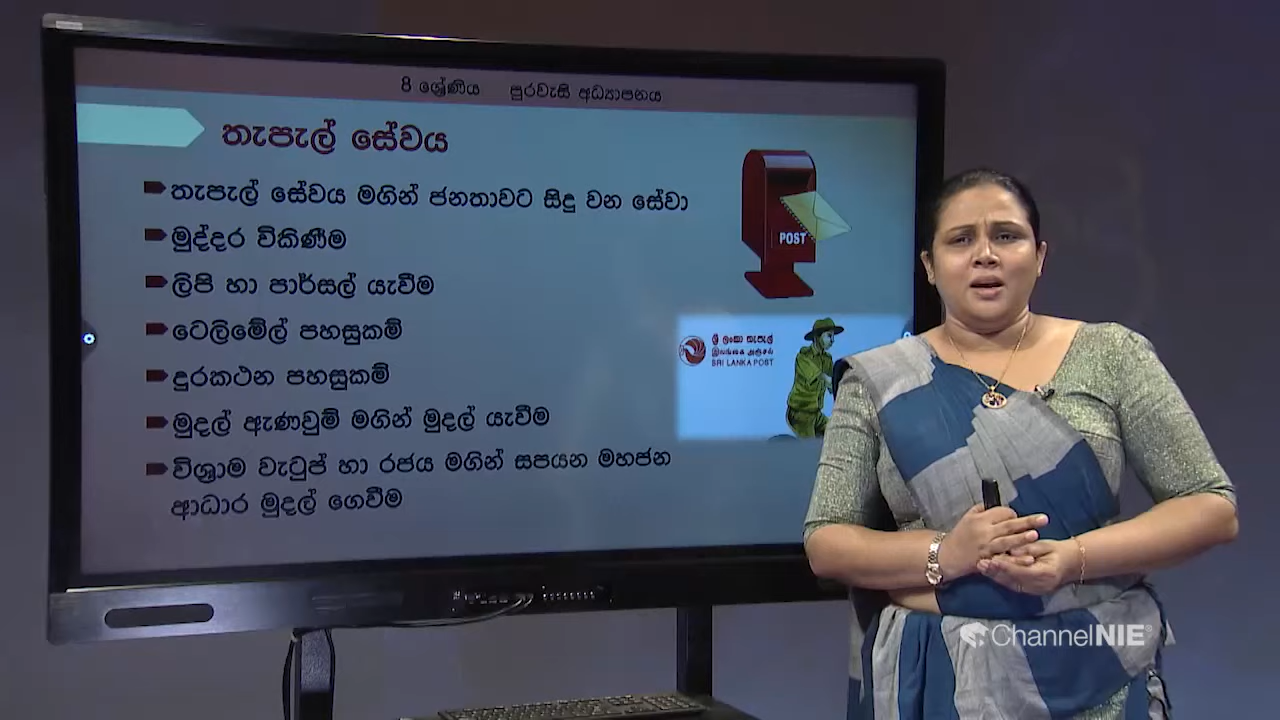 8 ශ්‍රේණිය පුරවැසි අධ්‍යාපනය
තැපැල් සේවය
තැපැල් සේවය මගින් ජනතාවට සිදු වන සේවා
මුද්දර විකිණීම
ලිපි හා පාර්සල් යැවීම
ටෙලිමේල් පහසුකම්
දුරකථන පහසුකම්
මුදල් ඇණවුම් මගින් මුදල් යැවීම
විශ්‍රාම වැටුප් හා රජය මගින් සපයන මහජන
ආධාර මුදල් ගෙවීම
POST
ශ්‍රී ලංකා තැපැල්
SRI LANKA POST
ChannelNIE